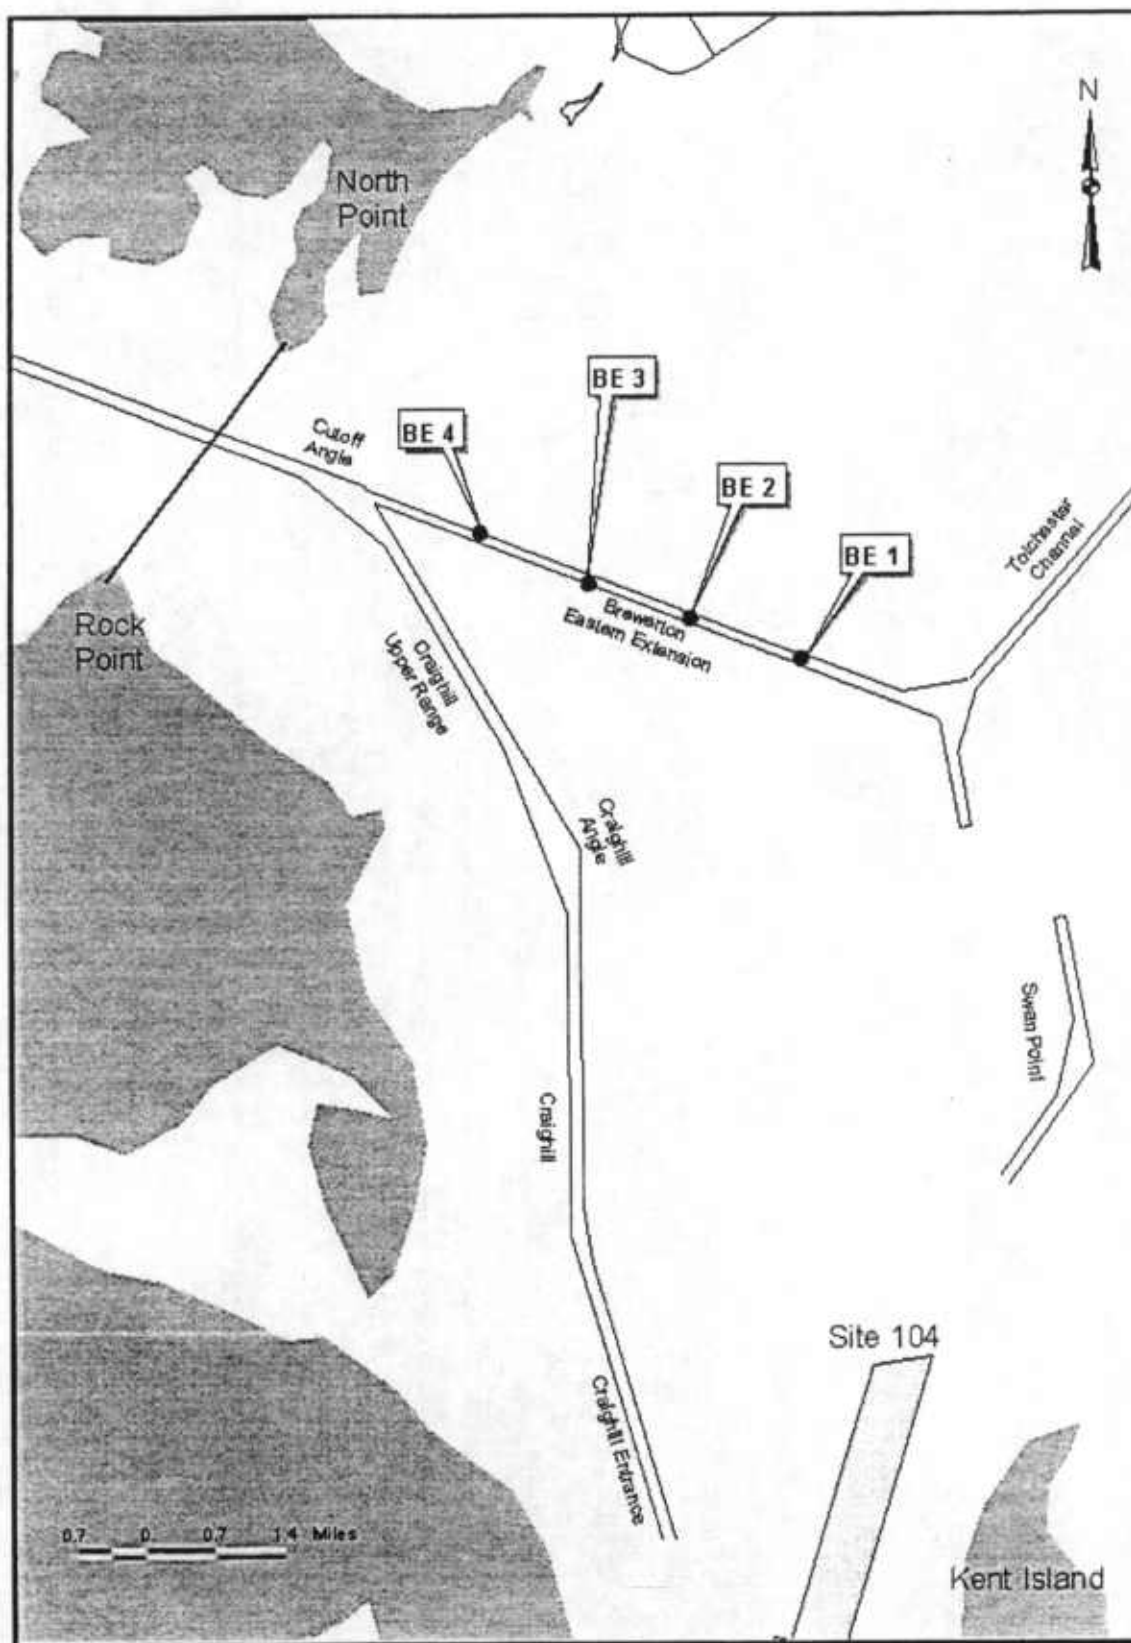 N
North
Point
BE 3
BE 4
Cutoff
Angle
BE 2
BE 1
Tolchester
Channel
Brewerton
Eastern Extension
Rock
Point
Craighill
Upper Range
Craighill
Angle
Swan Point
Craighill
Site 104
Craighill Entrance
0.7 0 0.7 1.4 Miles
Kent Island